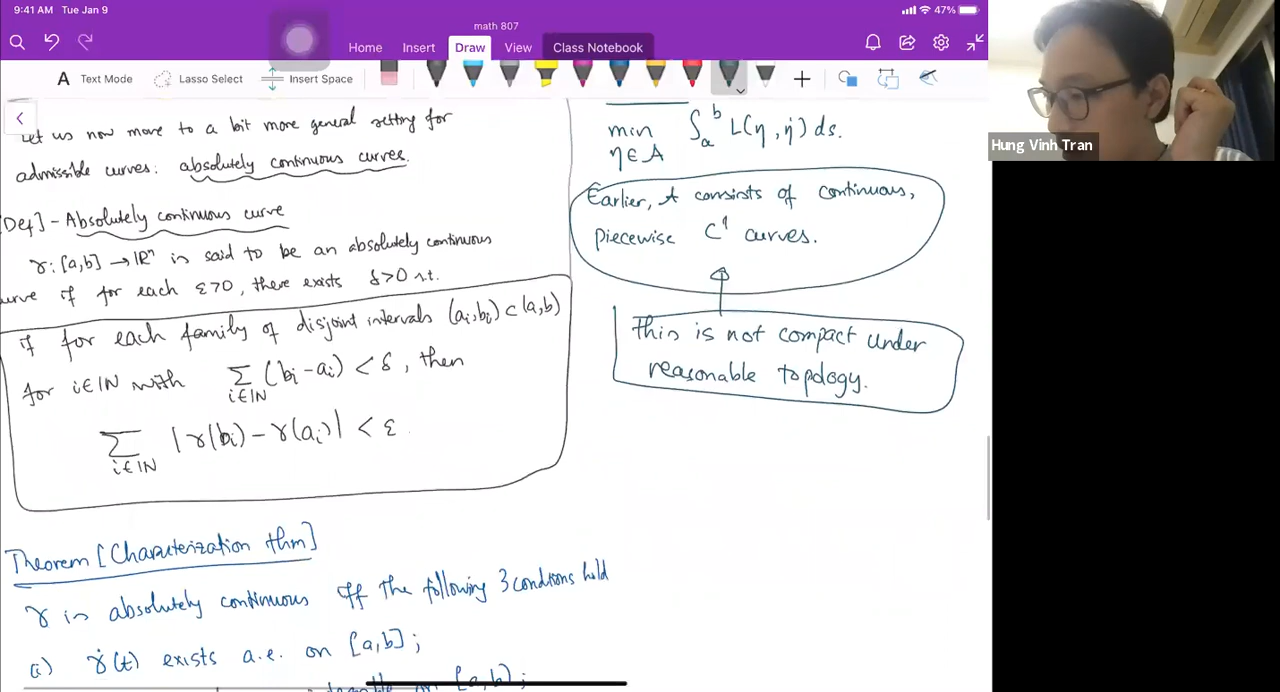 9:41 AM Tue Jan 9
47%
math 807
Home Insert Draw View Class Notebook
A Text Mode Lasso Select Insert Space
Let us now move to a bit more general setting for
admissible curves: absolutely continuous curves.
[Def] - Absolutely continuous curve
γ: [a,b] → ℝⁿ is said to be an absolutely continuous
curve if for each ε>0, there exists δ>0 s.t.
if for each family of disjoint intervals (ai,bi) ⊂ (a,b)
for i∈ℕ with Σ (bi - ai) < δ, then
i∈ℕ
Σ |γ(bi) - γ(ai)| < ε
i∈ℕ
Theorem [Characterization thm]
γ is absolutely continuous iff the following 3 conditions hold
(i) γ̇(t) exists a.e. on [a,b];
on [a,b];
min ∫ₐᵇ L(η, η̇) ds.
η∈A
Earlier, A consists of continuous,
piecewise C¹ curves.
this is not compact under
reasonable topology.
Hung Vinh Tran